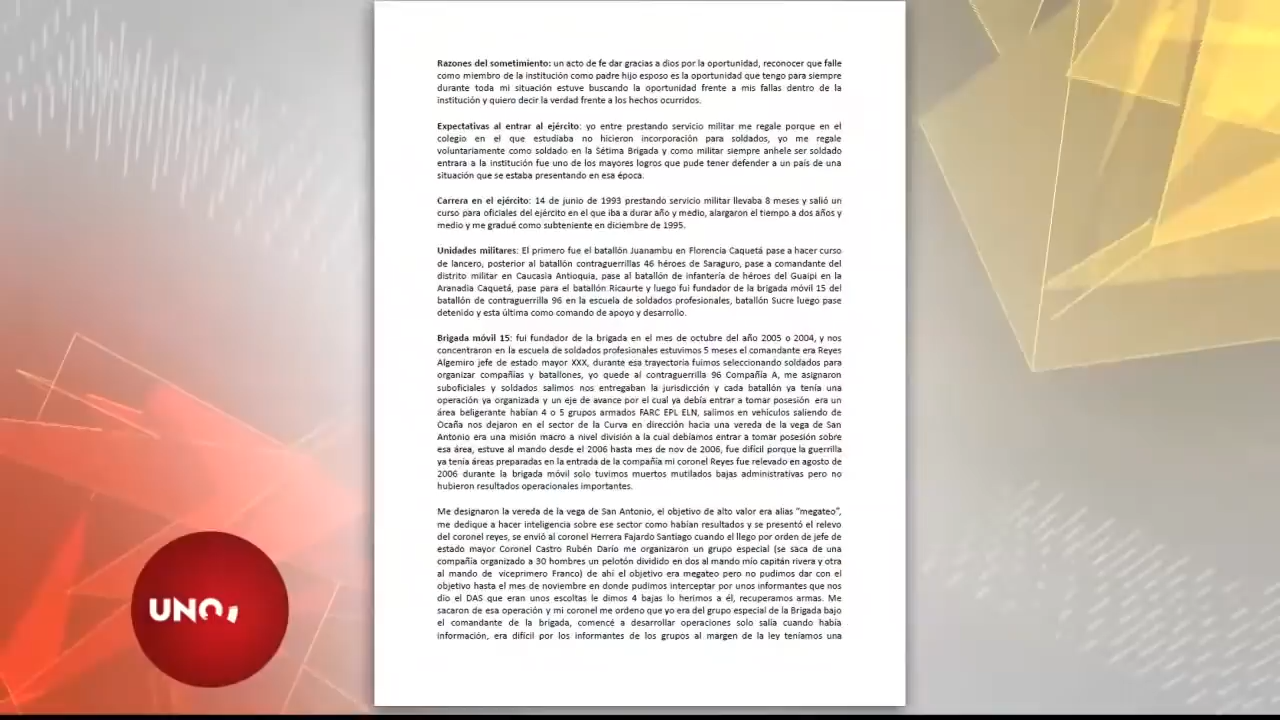 Razones del sometimiento: un acto de fe dar gracias a dios por la oportunidad, reconocer que falle
como miembro de la institución como padre hijo esposo es la oportunidad que tengo para siempre
durante toda mi situación estuve buscando la oportunidad frente a mis fallas dentro de la
institución y quiero decir la verdad frente a los hechos ocurridos.
Expectativas al entrar al ejército: yo entre prestando servicio militar me regale porque en el
colegio en el que estudiaba no hicieron incorporación para soldados, yo me regale
voluntariamente como soldado en la Sétima Brigada y como militar siempre anhele ser soldado
entrara a la institución fue uno de los mayores logros que pude tener defender a un país de una
situación que se estaba presentando en esa época.
Carrera en el ejército: 14 de junio de 1993 prestando servicio militar llevaba 8 meses y salió un
curso para oficiales del ejército en el que iba a durar año y medio, alargaron el tiempo a dos años y
medio y me gradué como subteniente en diciembre de 1995.
Unidades militares: El primero fue el batallón Juanambu en Florencia Caquetá pase a hacer curso
de lancero, posterior al batallón contraguerrillas 46 héroes de Saraguro, pase a comandante del
distrito militar en Caucasia Antioquia, pase al batallón de infantería de héroes del Guaipi en la
Aranadia Caquetá, pase para el batallón Ricaurte y luego fui fundador de la brigada móvil 15 del
batallón de contraguerrilla 96 en la escuela de soldados profesionales, batallón Sucre luego pase
detenido y esta última como comando de apoyo y desarrollo.
Brigada móvil 15: fui fundador de la brigada en el mes de octubre del año 2005 o 2004, y nos
concentraron en la escuela de soldados profesionales estuvimos 5 meses el comandante era Reyes
Algemiro jefe de estado mayor XXX, durante esa trayectoria fuimos seleccionando soldados para
organizar compañías y batallones, yo quede al contraguerrilla 96 Compañía A, me asignaron
suboficiales y soldados salimos nos entregaban la jurisdicción y cada batallón ya tenía una
operación ya organizada y un eje de avance por el cual ya debía entrar a tomar posesión era un
área beligerante habían 4 o 5 grupos armados FARC EPL ELN, salimos en vehículos saliendo de
Ocaña nos dejaron en el sector de la Curva en dirección hacia una vereda de la vega de San
Antonio era una misión macro a nivel división a la cual debíamos entrar a tomar posesión sobre
esa área, estuve al mando desde el 2006 hasta mes de nov de 2006, fue difícil porque la guerrilla
ya tenía áreas preparadas en la entrada de la compañía mi coronel Reyes fue relevado en agosto de
2006 durante la brigada móvil solo tuvimos muertos mutilados bajas administrativas pero no
hubieron resultados operacionales importantes.
Me designaron la vereda de la vega de San Antonio, el objetivo de alto valor era alias “megateo”,
me dedique a hacer inteligencia sobre ese sector como habían resultados y se presentó el relevo
del coronel reyes, se envió al coronel Herrera Fajardo Santiago cuando el llego por orden de jefe de
estado mayor Coronel Castro Rubén Darío me organizaron un grupo especial (se saca de una
compañía organizado a 30 hombres un pelotón dividido en dos al mando mío capitán rivera y otra
al mando de viceprimero Franco) de ahí el objetivo era megateo pero no pudimos dar con el
objetivo hasta el mes de noviembre en donde pudimos interceptar por unos informantes que nos
dio el DAS que eran unos escoltas le dimos 4 bajas lo herimos a él, recuperamos armas. Me
sacaron de esa operación y mi coronel me ordeno que yo era del grupo especial de la Brigada bajo
el comandante de la brigada, comencé a desarrollar operaciones solo salía cuando había
información, era difícil por los informantes de los grupos al margen de la ley teníamos una
UNO